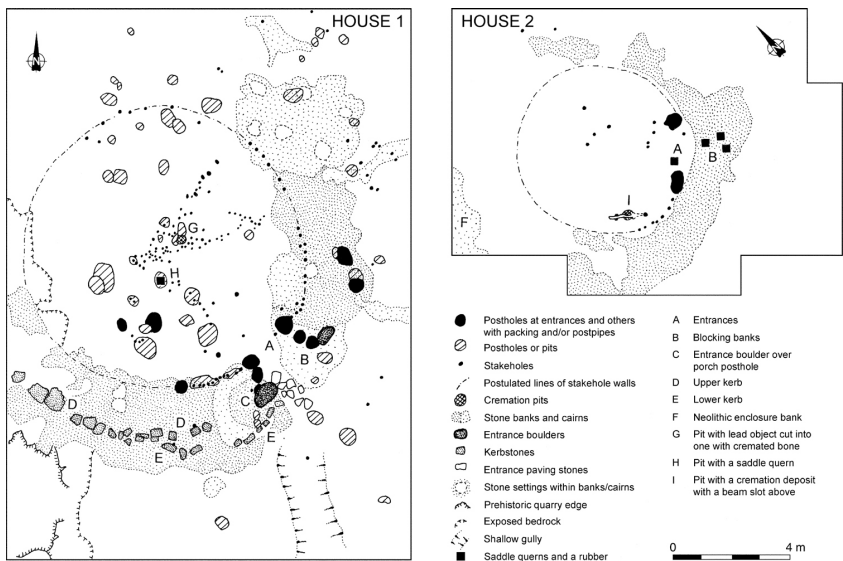 HOUSE 1
N
G
H
A
B
C
D
D
E
E
HOUSE 2
A
B
I
F
Postholes at entrances and others
with packing and/or postpipes
Postholes or pits
Stakeholes
Postulated lines of stakehole walls
Cremation pits
Stone banks and cairns
Entrance boulders
Kerbstones
Entrance paving stones
Stone settings within banks/cairns
Prehistoric quarry edge
Exposed bedrock
Shallow gully
Saddle querns and a rubber
A Entrances
B Blocking banks
C Entrance boulder over
porch posthole
D Upper kerb
E Lower kerb
F Neolithic enclosure bank
G Pit with lead object cut into
one with cremated bone
H Pit with a saddle quern
I Pit with a cremation deposit
with a beam slot above
0 4 m